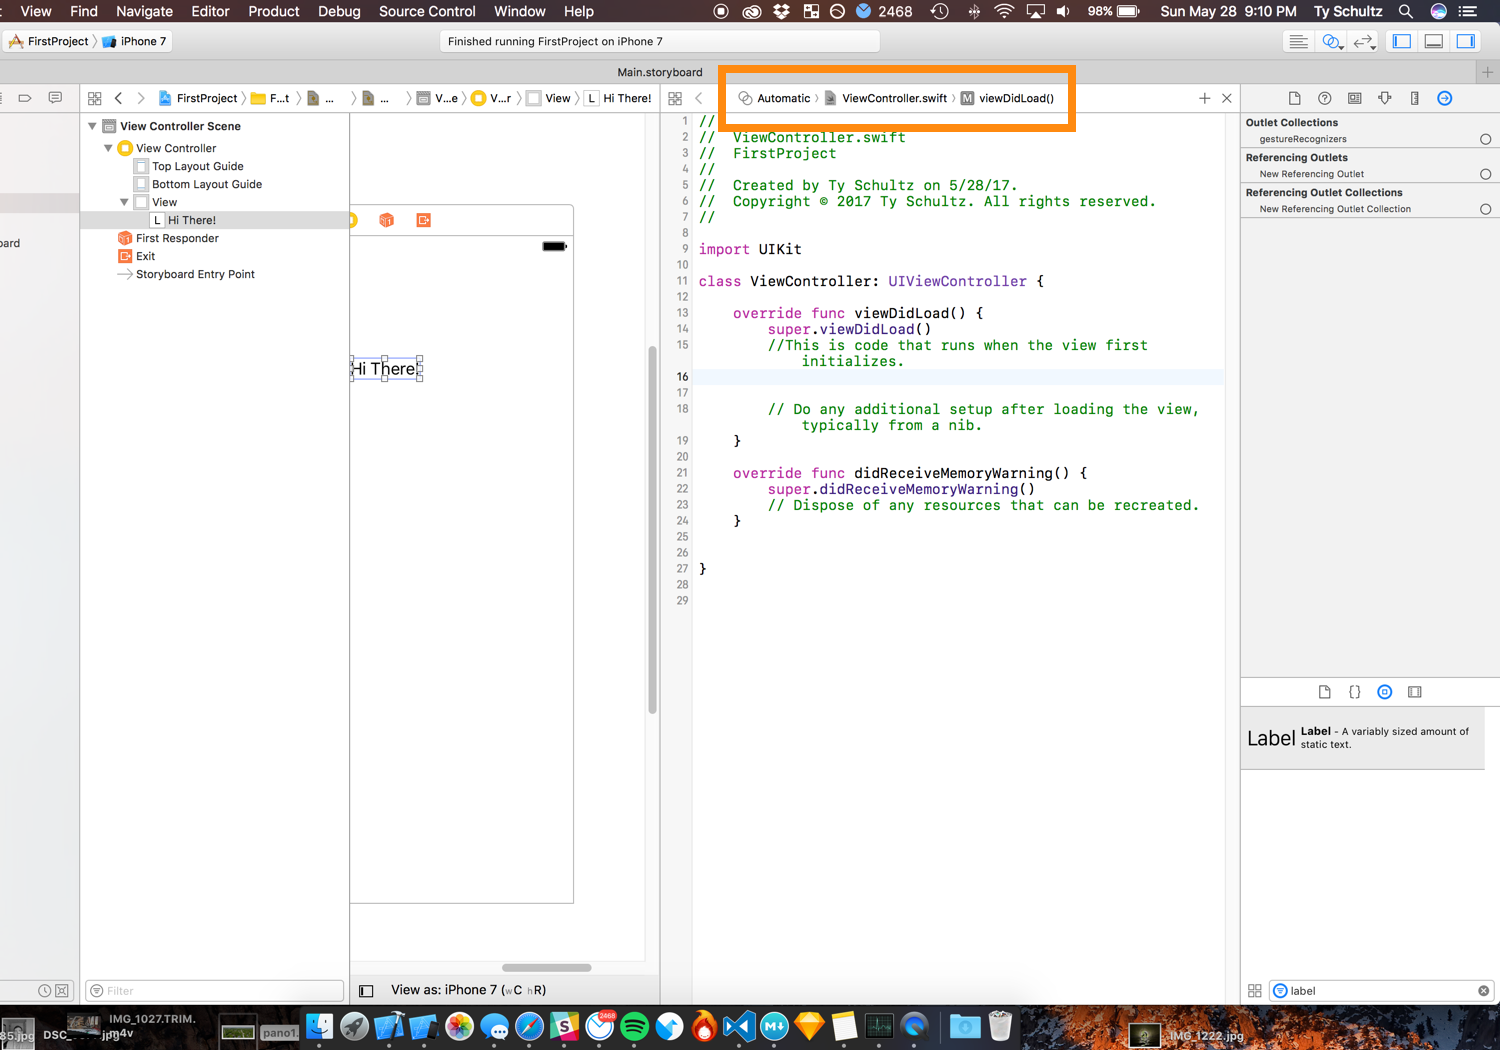 View Find Navigate Editor Product Debug Source Control Window Help 2468 98% Sun May 28 9:10 PM Ty Schultz
FirstProject iPhone 7 Finished running FirstProject on iPhone 7
Main.storyboard
FirstProject F...t ... ... V...e V...r View L Hi There!
Automatic ViewController.swift M viewDidLoad()
View Controller Scene
View Controller
Top Layout Guide
Bottom Layout Guide
View
L Hi There!
First Responder
Exit
Storyboard Entry Point
oard
Hi There!
1 //
2 // ViewController.swift
3 // FirstProject
4 //
5 // Created by Ty Schultz on 5/28/17.
6 // Copyright © 2017 Ty Schultz. All rights reserved.
7 //
8
9 import UIKit
10
11 class ViewController: UIViewController {
12
13 override func viewDidLoad() {
14 super.viewDidLoad()
15 //This is code that runs when the view first
initializes.
16
17
18 // Do any additional setup after loading the view,
typically from a nib.
19 }
20
21 override func didReceiveMemoryWarning() {
22 super.didReceiveMemoryWarning()
23 // Dispose of any resources that can be recreated.
24 }
25
26
27 }
28
29
Outlet Collections
gestureRecognizers
Referencing Outlets
New Referencing Outlet
Referencing Outlet Collections
New Referencing Outlet Collection
{}
Label
Label - A variably sized amount of
static text.
Filter
View as: iPhone 7 (wC hR)
label
85.jpg
DSC_
.jpg
IMG_1027.TRIM.
m4v
pano1.
2468
IMG_1222.jpg